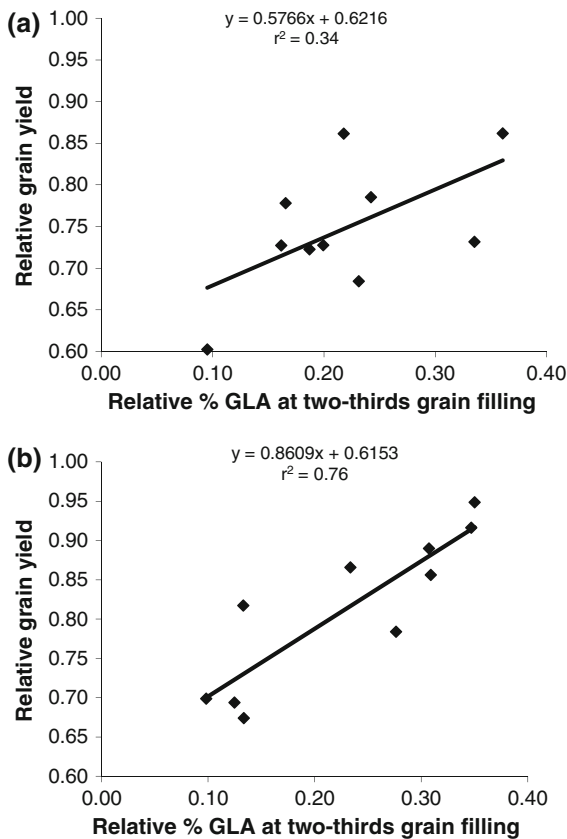 (a)
y = 0.5766x + 0.6216
r² = 0.34
1.00
0.95
0.90
0.85
0.80
0.75
0.70
0.65
0.60
Relative grain yield
0.00 0.10 0.20 0.30 0.40
Relative % GLA at two-thirds grain filling
(b)
y = 0.8609x + 0.6153
r² = 0.76
1.00
0.95
0.90
0.85
0.80
0.75
0.70
0.65
0.60
Relative grain yield
0.00 0.10 0.20 0.30 0.40
Relative % GLA at two-thirds grain filling